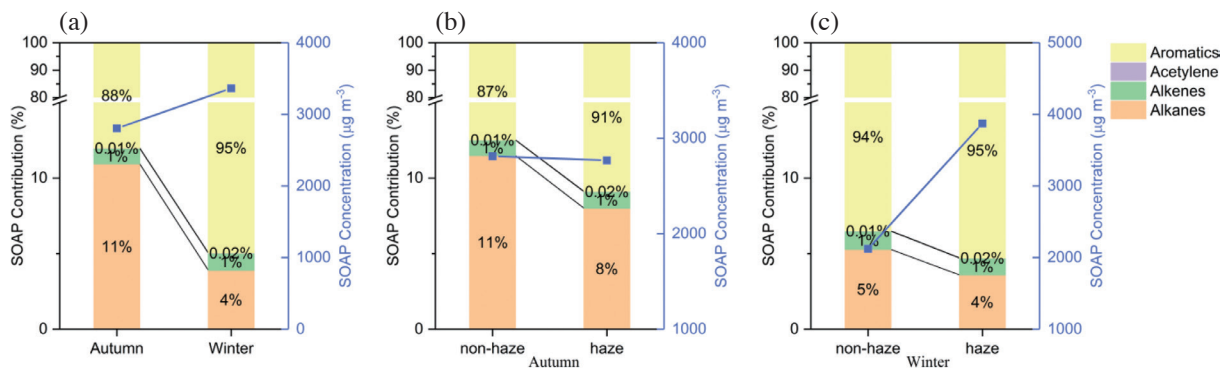 (a)
100
90
80
10
0
SOAP Contribution (%)
88%
0.01%
1%
11%
95%
0.02%
1%
4%
Autumn
Winter
4000
3000
2000
1000
0
SOAP Concentration (μg m⁻³)
(b)
100
90
80
10
0
SOAP Contribution (%)
87%
0.01%
1%
11%
91%
0.02%
1%
8%
non-haze
haze
Autumn
4000
3000
2000
1000
SOAP Concentration (μg m⁻³)
(c)
100
90
80
10
0
SOAP Contribution (%)
94%
0.01%
1%
5%
95%
0.02%
1%
4%
non-haze
haze
Winter
5000
4000
3000
2000
1000
SOAP Concentration (μg m⁻³)
Aromatics
Acetylene
Alkenes
Alkanes